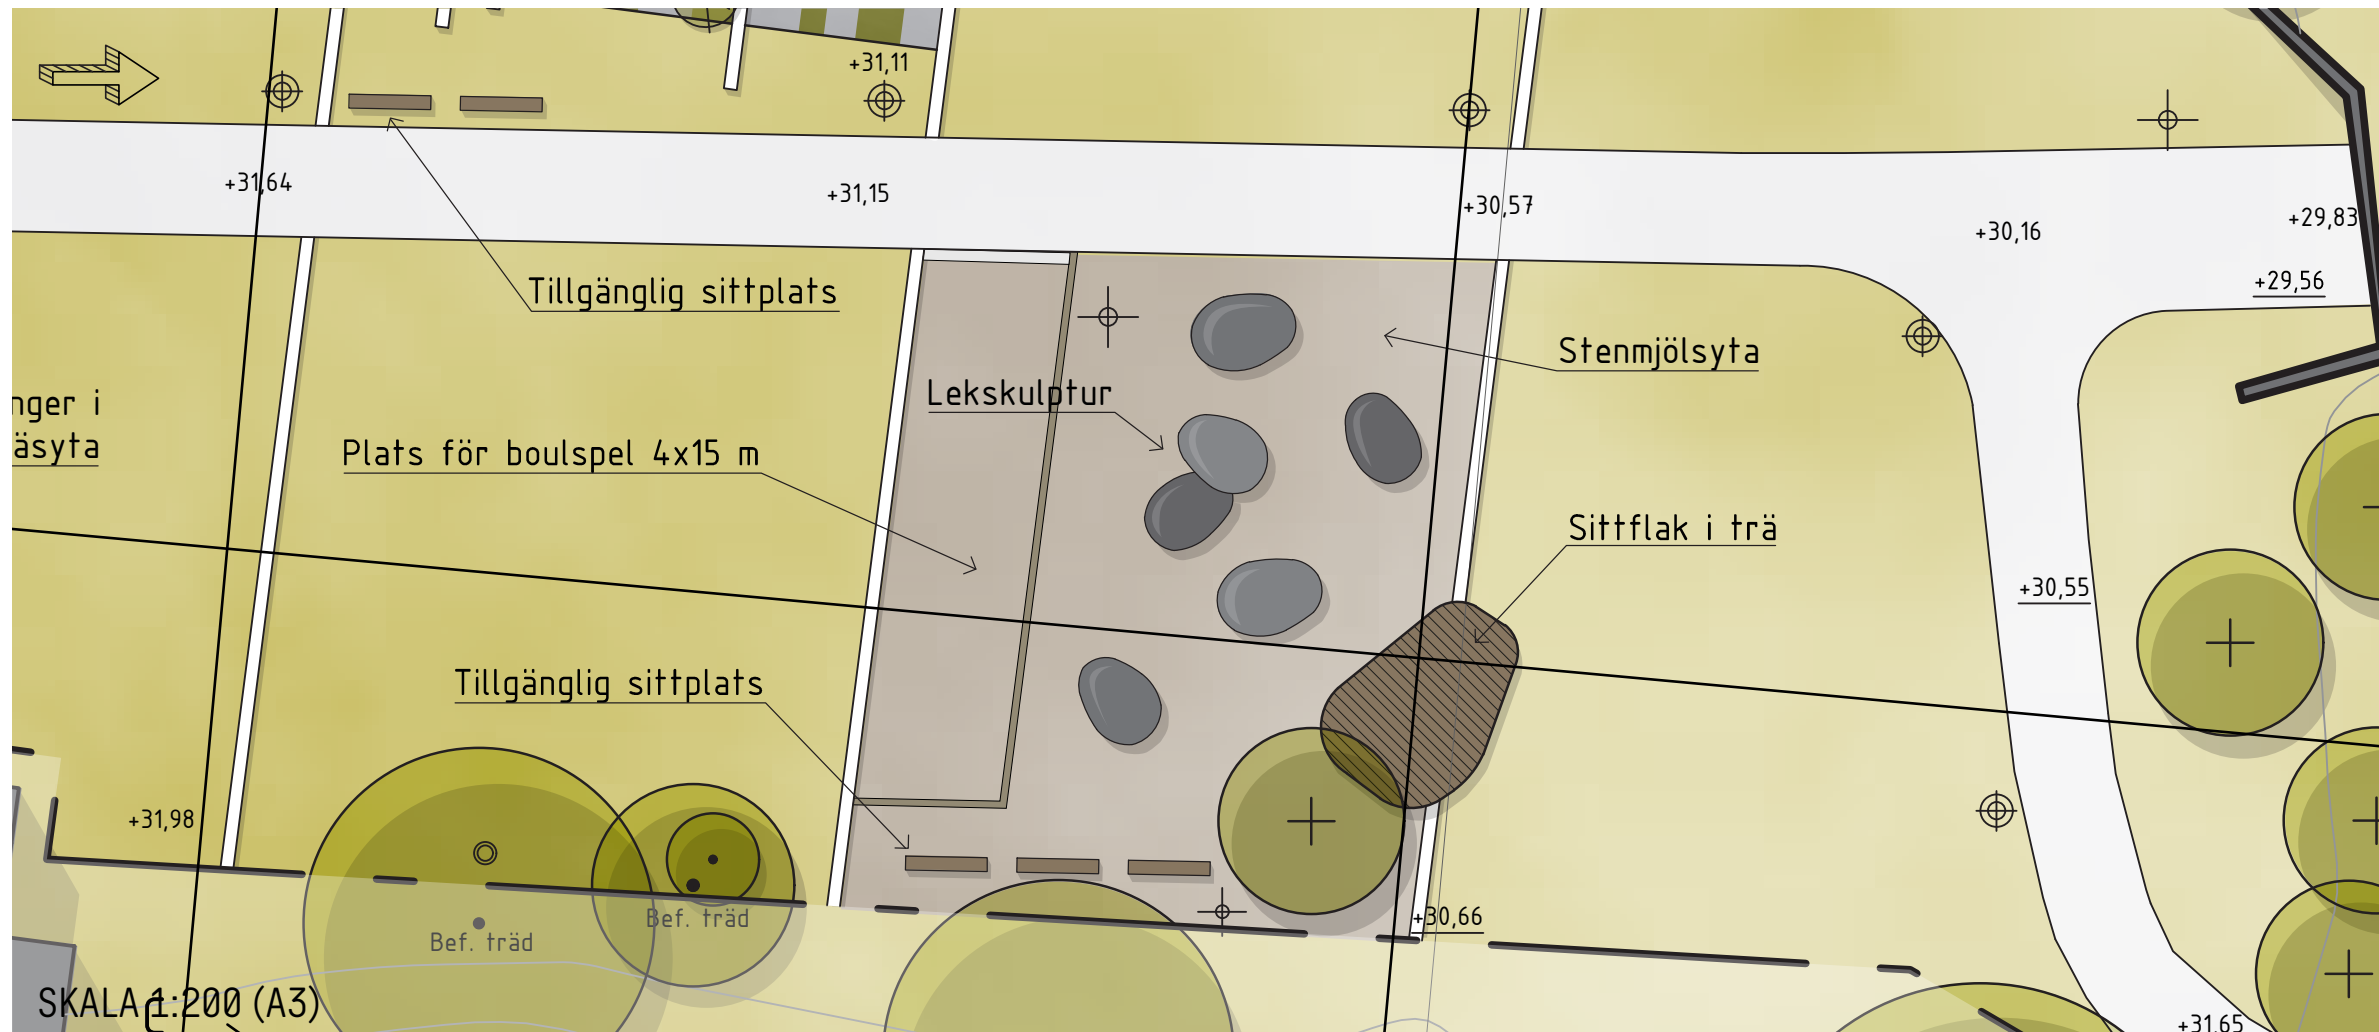 +31,11
+31,64
+31,15
+30,57
+30,16
+29,83
+29,56
Tillgänglig sittplats
Stenmjölsyta
Lekskulptur
nger i
äsyta
Plats för boulspel 4x15 m
Sittflak i trä
+30,55
Tillgänglig sittplats
+31,98
Bef. träd
Bef. träd
+30,66
SKALA 1:200 (A3)
+31,65